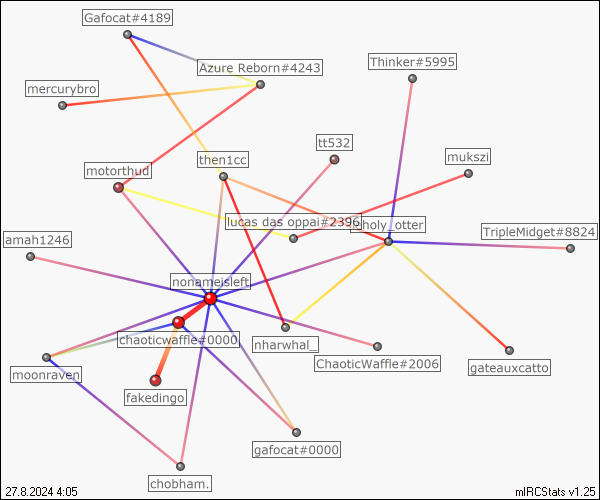 Gafocat#4189
Thinker#5995
Azure Reborn#4243
mercurybro
tt532
then1cc
mukszi
motorthud
lucas das oppai#2396
holy_otter
TripleMidget#8824
amah1246
nonameisleft
chaoticwaffle#0000
nharwhal_
ChaoticWaffle#2006
gateauxcatto
moonraven
fakedingo
gafocat#0000
chobham.
27.8.2024 4:05
mIRCStats v1.25